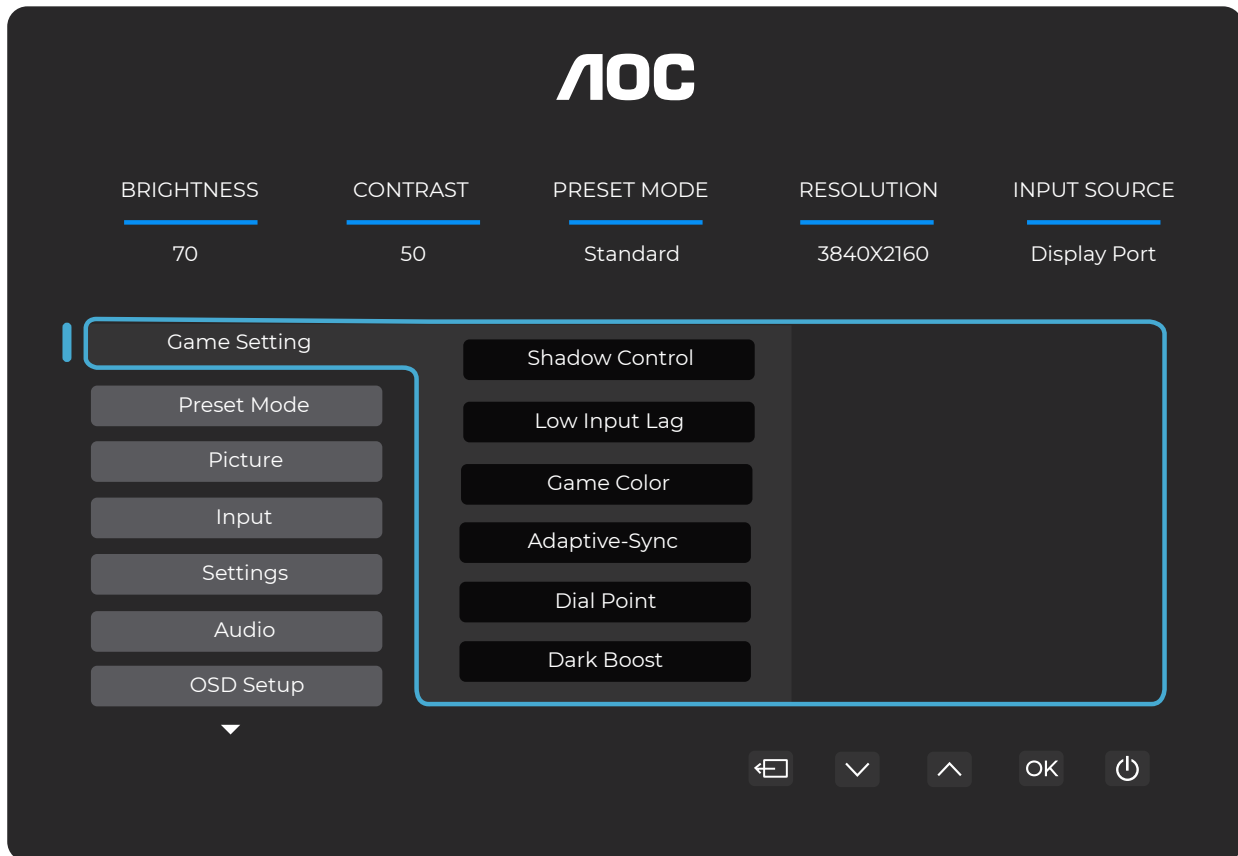 AOC
BRIGHTNESS CONTRAST PRESET MODE RESOLUTION INPUT SOURCE
70 50 Standard 3840X2160 Display Port
Game Setting
Shadow Control
Preset Mode
Low Input Lag
Picture
Game Color
Input
Adaptive-Sync
Settings
Dial Point
Audio
Dark Boost
OSD Setup
OK